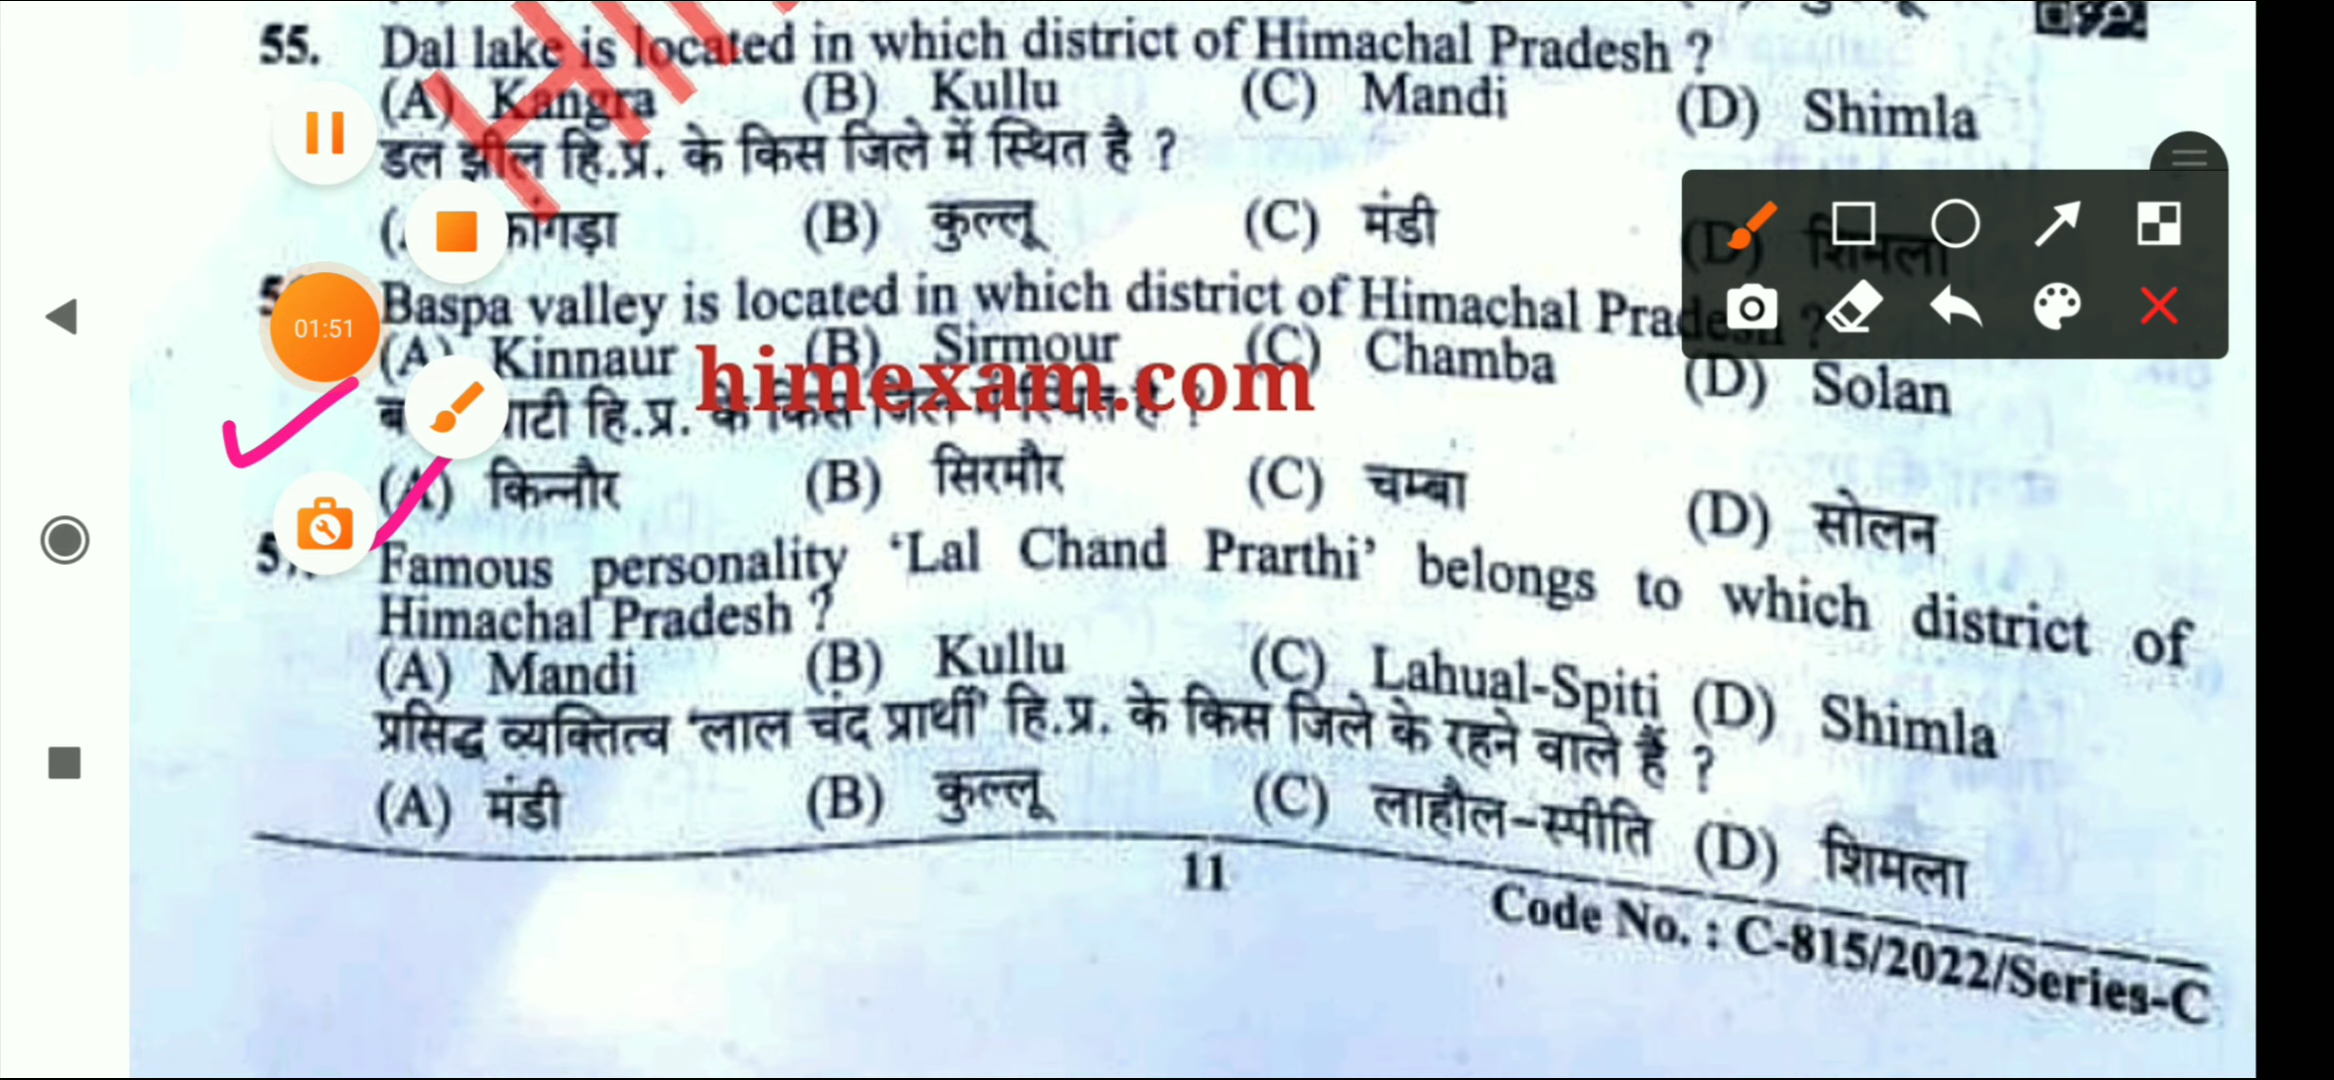 55. Dal lake is located in which district of Himachal Pradesh ?
(A) Kangra (B) Kullu (C) Mandi (D) Shimla
डल झील हि.प्र. के किस जिले में स्थित है ?
कांगड़ा (B) कुल्लू (C) मंडी (D) शिमला
Baspa valley is located in which district of Himachal Pradesh ?
(A) Kinnaur (B) Sirmour (C) Chamba (D) Solan
himexam.com
हि.प्र. के किस जिले में स्थित है ?
(A) किन्नौर (B) सिरमौर (C) चम्बा (D) सोलन
Famous personality ‘Lal Chand Prarthi’ belongs to which district of
Himachal Pradesh ?
(A) Mandi (B) Kullu (C) Lahual-Spiti (D) Shimla
प्रसिद्ध व्यक्तित्व ‘लाल चंद प्रार्थी’ हि.प्र. के किस जिले के रहने वाले हैं ?
(A) मंडी (B) कुल्लू (C) लाहौल-स्पीति (D) शिमला
11
Code No. : C-815/2022/Series-C
01:51